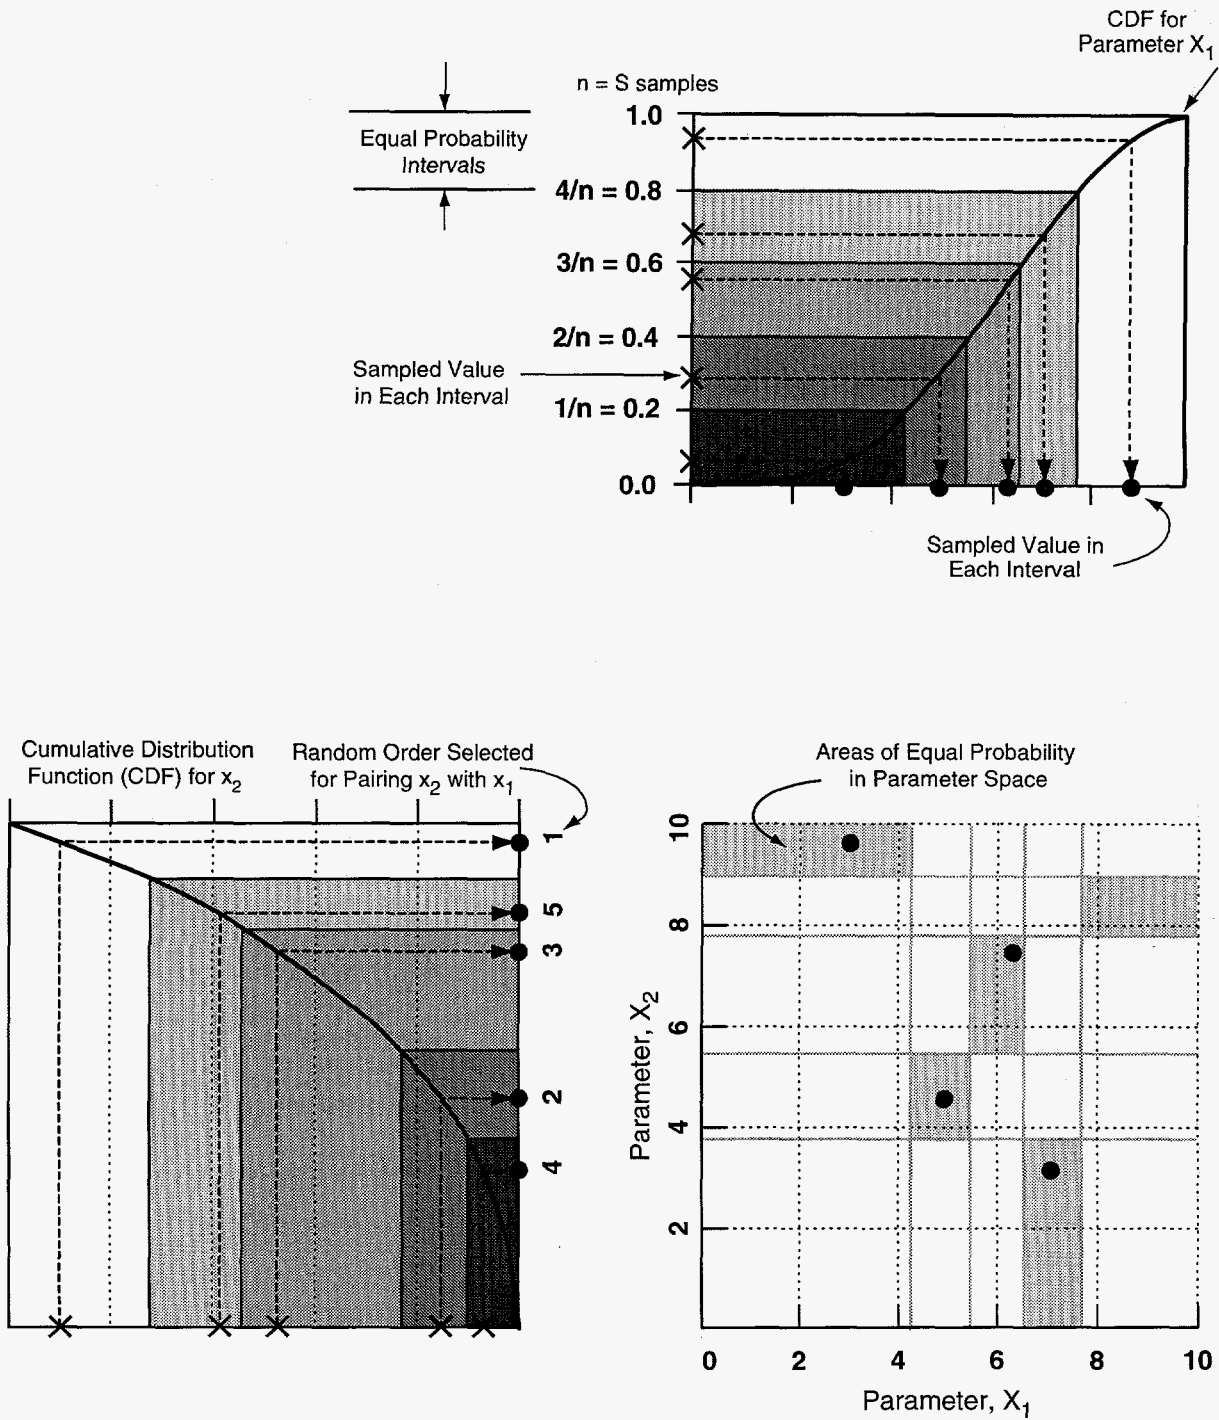 CDF for
Parameter X1
n = S samples
1.0
Equal Probability
Intervals
4/n = 0.8
3/n = 0.6
2/n = 0.4
Sampled Value
in Each Interval
1/n = 0.2
0.0
Sampled Value in
Each Interval
Cumulative Distribution
Function (CDF) for x2
Random Order Selected
for Pairing x2 with x1
1
5
3
2
4
Areas of Equal Probability
in Parameter Space
10
8
6
4
2
Parameter, X2
0 2 4 6 8 10
Parameter, X1